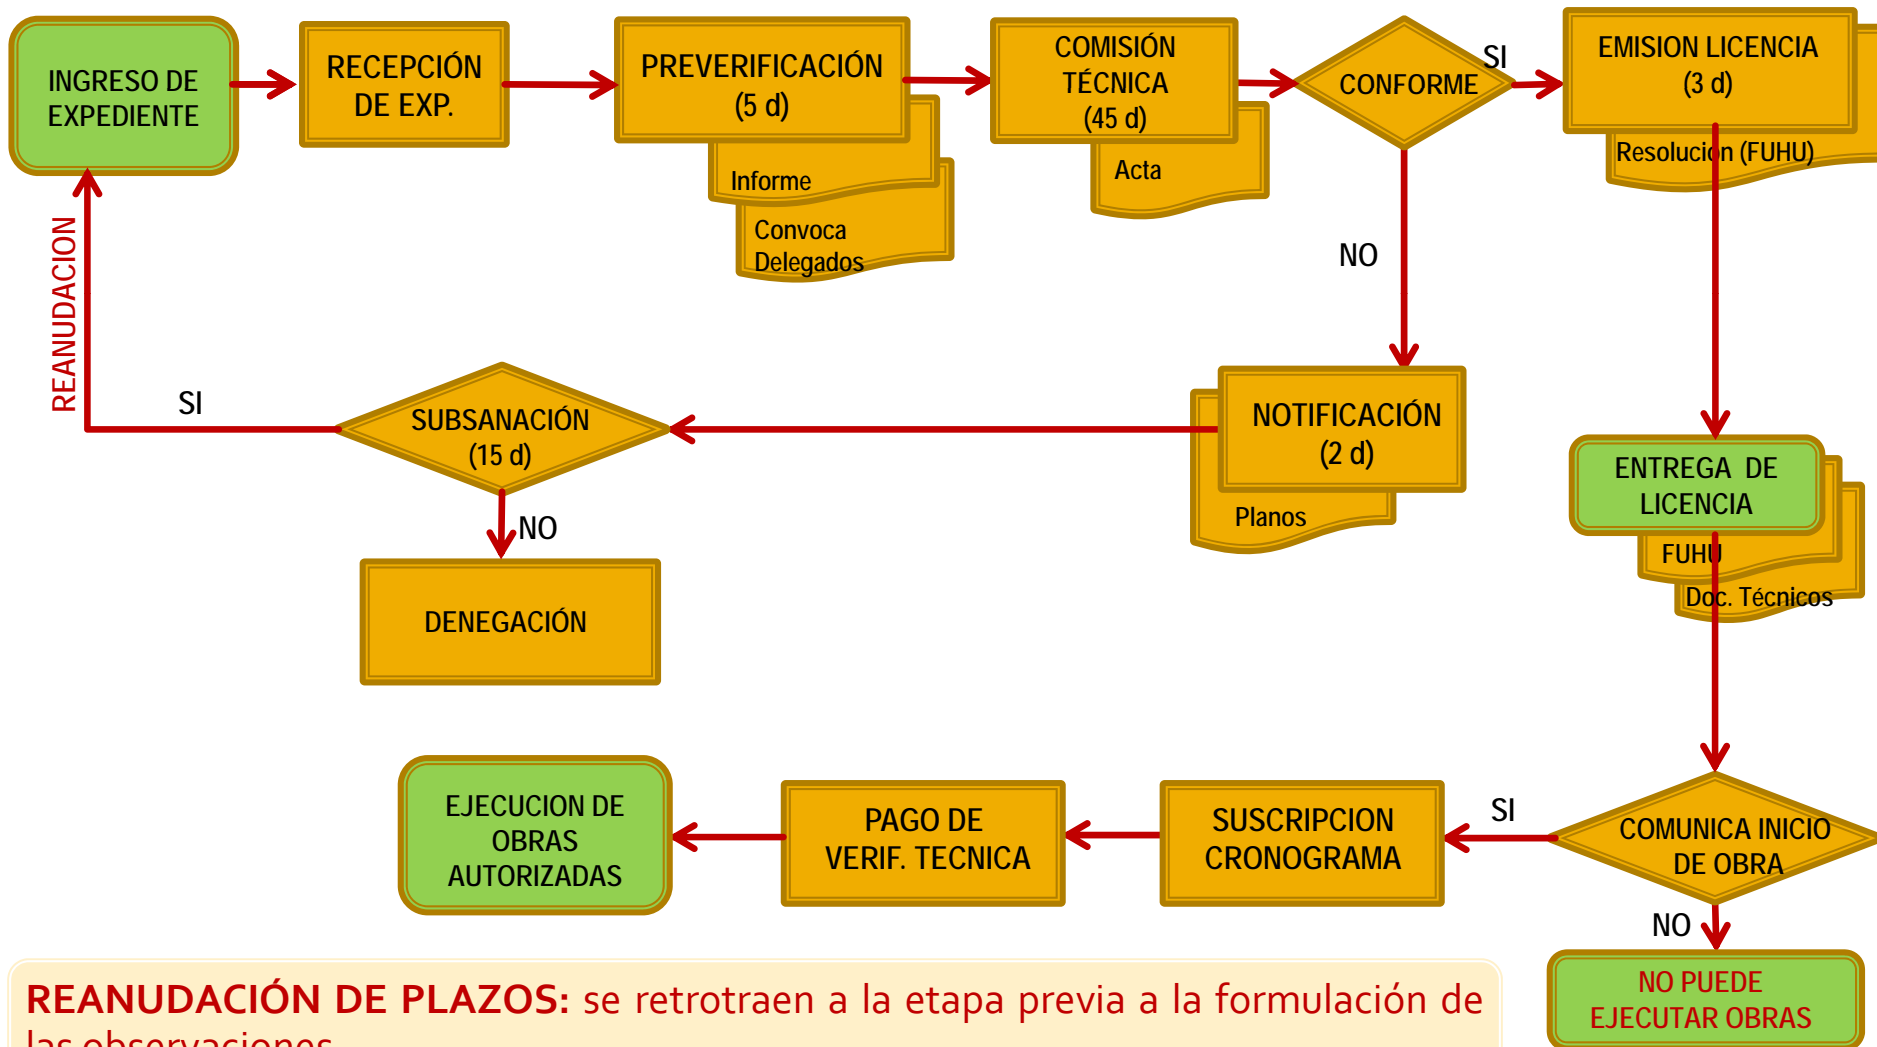 INGRESO DE
EXPEDIENTE
RECEPCIÓN
DE EXP.
PREVERIFICACIÓN
(5 d)
Informe
Convoca
Delegados
COMISIÓN
TÉCNICA
(45 d)
Acta
CONFORME
SI
EMISION LICENCIA
(3 d)
Resolucion (FUHU)
NO
REANUDACION
SI
SUBSANACIÓN
(15 d)
NO
DENEGACIÓN
NOTIFICACIÓN
(2 d)
Planos
ENTREGA DE
LICENCIA
FUHU
Doc. Técnicos
EJECUCION DE
OBRAS
AUTORIZADAS
PAGO DE
VERIF. TECNICA
SUSCRIPCION
CRONOGRAMA
SI
COMUNICA INICIO
DE OBRA
NO
NO PUEDE
EJECUTAR OBRAS
REANUDACIÓN DE PLAZOS: se retrotraen a la etapa previa a la formulación de
las observaciones